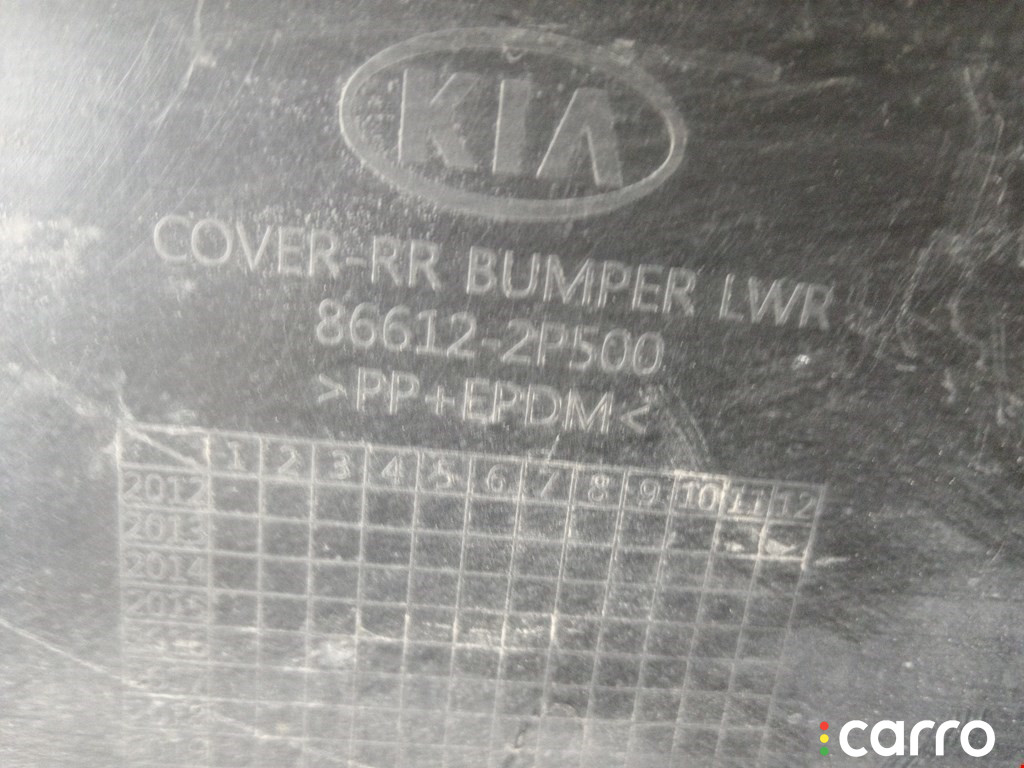 KIA
COVER-RR BUMPER LWR
86612-2P500
>PP+EPDM<
1 2 3 4 5 6 7 8 9 10 11 12
2012
2013
2014
2015
carro